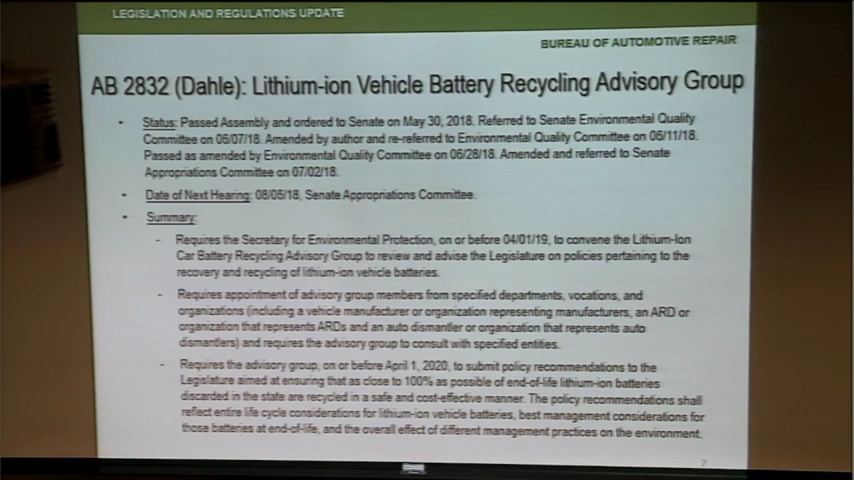 LEGISLATION AND REGULATIONS UPDATE
BUREAU OF AUTOMOTIVE REPAIR
AB 2832 (Dahle): Lithium-ion Vehicle Battery Recycling Advisory Group
• Status: Passed Assembly and ordered to Senate on May 30, 2018. Referred to Senate Environmental Quality
Committee on 06/07/18. Amended by author and re-referred to Environmental Quality Committee on 06/11/18.
Passed as amended by Environmental Quality Committee on 06/28/18. Amended and referred to Senate
Appropriations Committee on 07/02/18.
• Date of Next Hearing: 08/06/18, Senate Appropriations Committee.
• Summary:
- Requires the Secretary for Environmental Protection, on or before 04/01/19, to convene the Lithium-Ion
Car Battery Recycling Advisory Group to review and advise the Legislature on policies pertaining to the
recovery and recycling of lithium-ion vehicle batteries.
- Requires appointment of advisory group members from specified departments, vocations, and
organizations (including a vehicle manufacturer or organization representing manufacturers, an ARD or
organization that represents ARDs and an auto dismantler or organization that represents auto
dismantlers) and requires the advisory group to consult with specified entities.
- Requires the advisory group, on or before April 1, 2020, to submit policy recommendations to the
Legislature aimed at ensuring that as close to 100% as possible of end-of-life lithium-ion batteries
discarded in the state are recycled in a safe and cost-effective manner. The policy recommendations shall
reflect entire life cycle considerations for lithium-ion vehicle batteries, best management considerations for
those batteries at end-of-life, and the overall effect of different management practices on the environment.
7